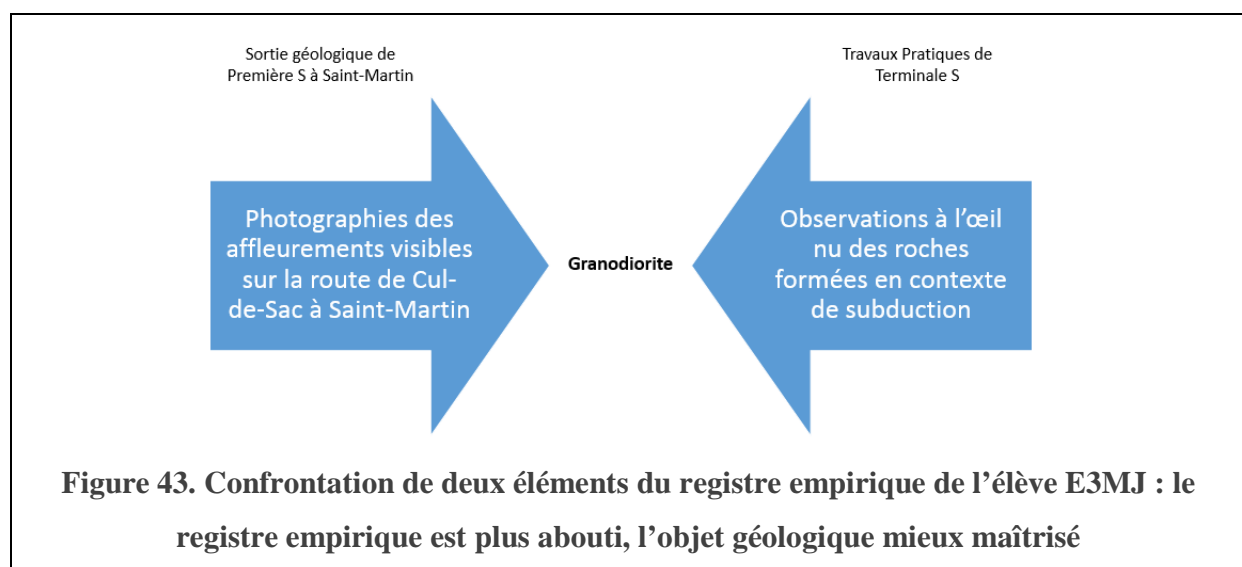 Sortie géologique de
Première S à Saint-Martin
Travaux Pratiques de
Terminale S
Photographies des
affleurements visibles
sur la route de Cul-
de-Sac à Saint-Martin
Granodiorite
Observations à l’œil
nu des roches
formées en contexte
de subduction
Figure 43. Confrontation de deux éléments du registre empirique de l’élève E3MJ : le
registre empirique est plus abouti, l’objet géologique mieux maîtrisé